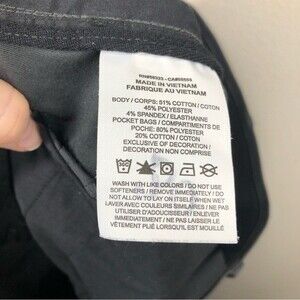 MADE IN VIETNAM
FABRIQUE AU VIETNAM
BODY / CORPS: 51% COTTON / COTON
45% POLYESTER
4% SPANDEX / ELASTHANNE
POCKET BAGS / COMPARTIMENTS DE
POCHE: 80% POLYESTER
20% COTTON / COTON
EXCLUSIVE OF DECORATION /
DECORATION NON COMPRISE
WASH WITH LIKE COLORS / DO NOT USE
SOFTENERS / REMOVE IMMEDIATELY / DO
NOT ALLOW TO LAY ON ITSELF WHEN WET
LAVER AVEC COULEURS SIMILAIRES / NE PAS
UTILISER D'ADOUCISSEUR / ENLEVER
IMMÉDIATEMENT / NE PAS LAISSER LE
VÊTEMENT PLIÉ LORSQU'IL EST MOUILLÉ